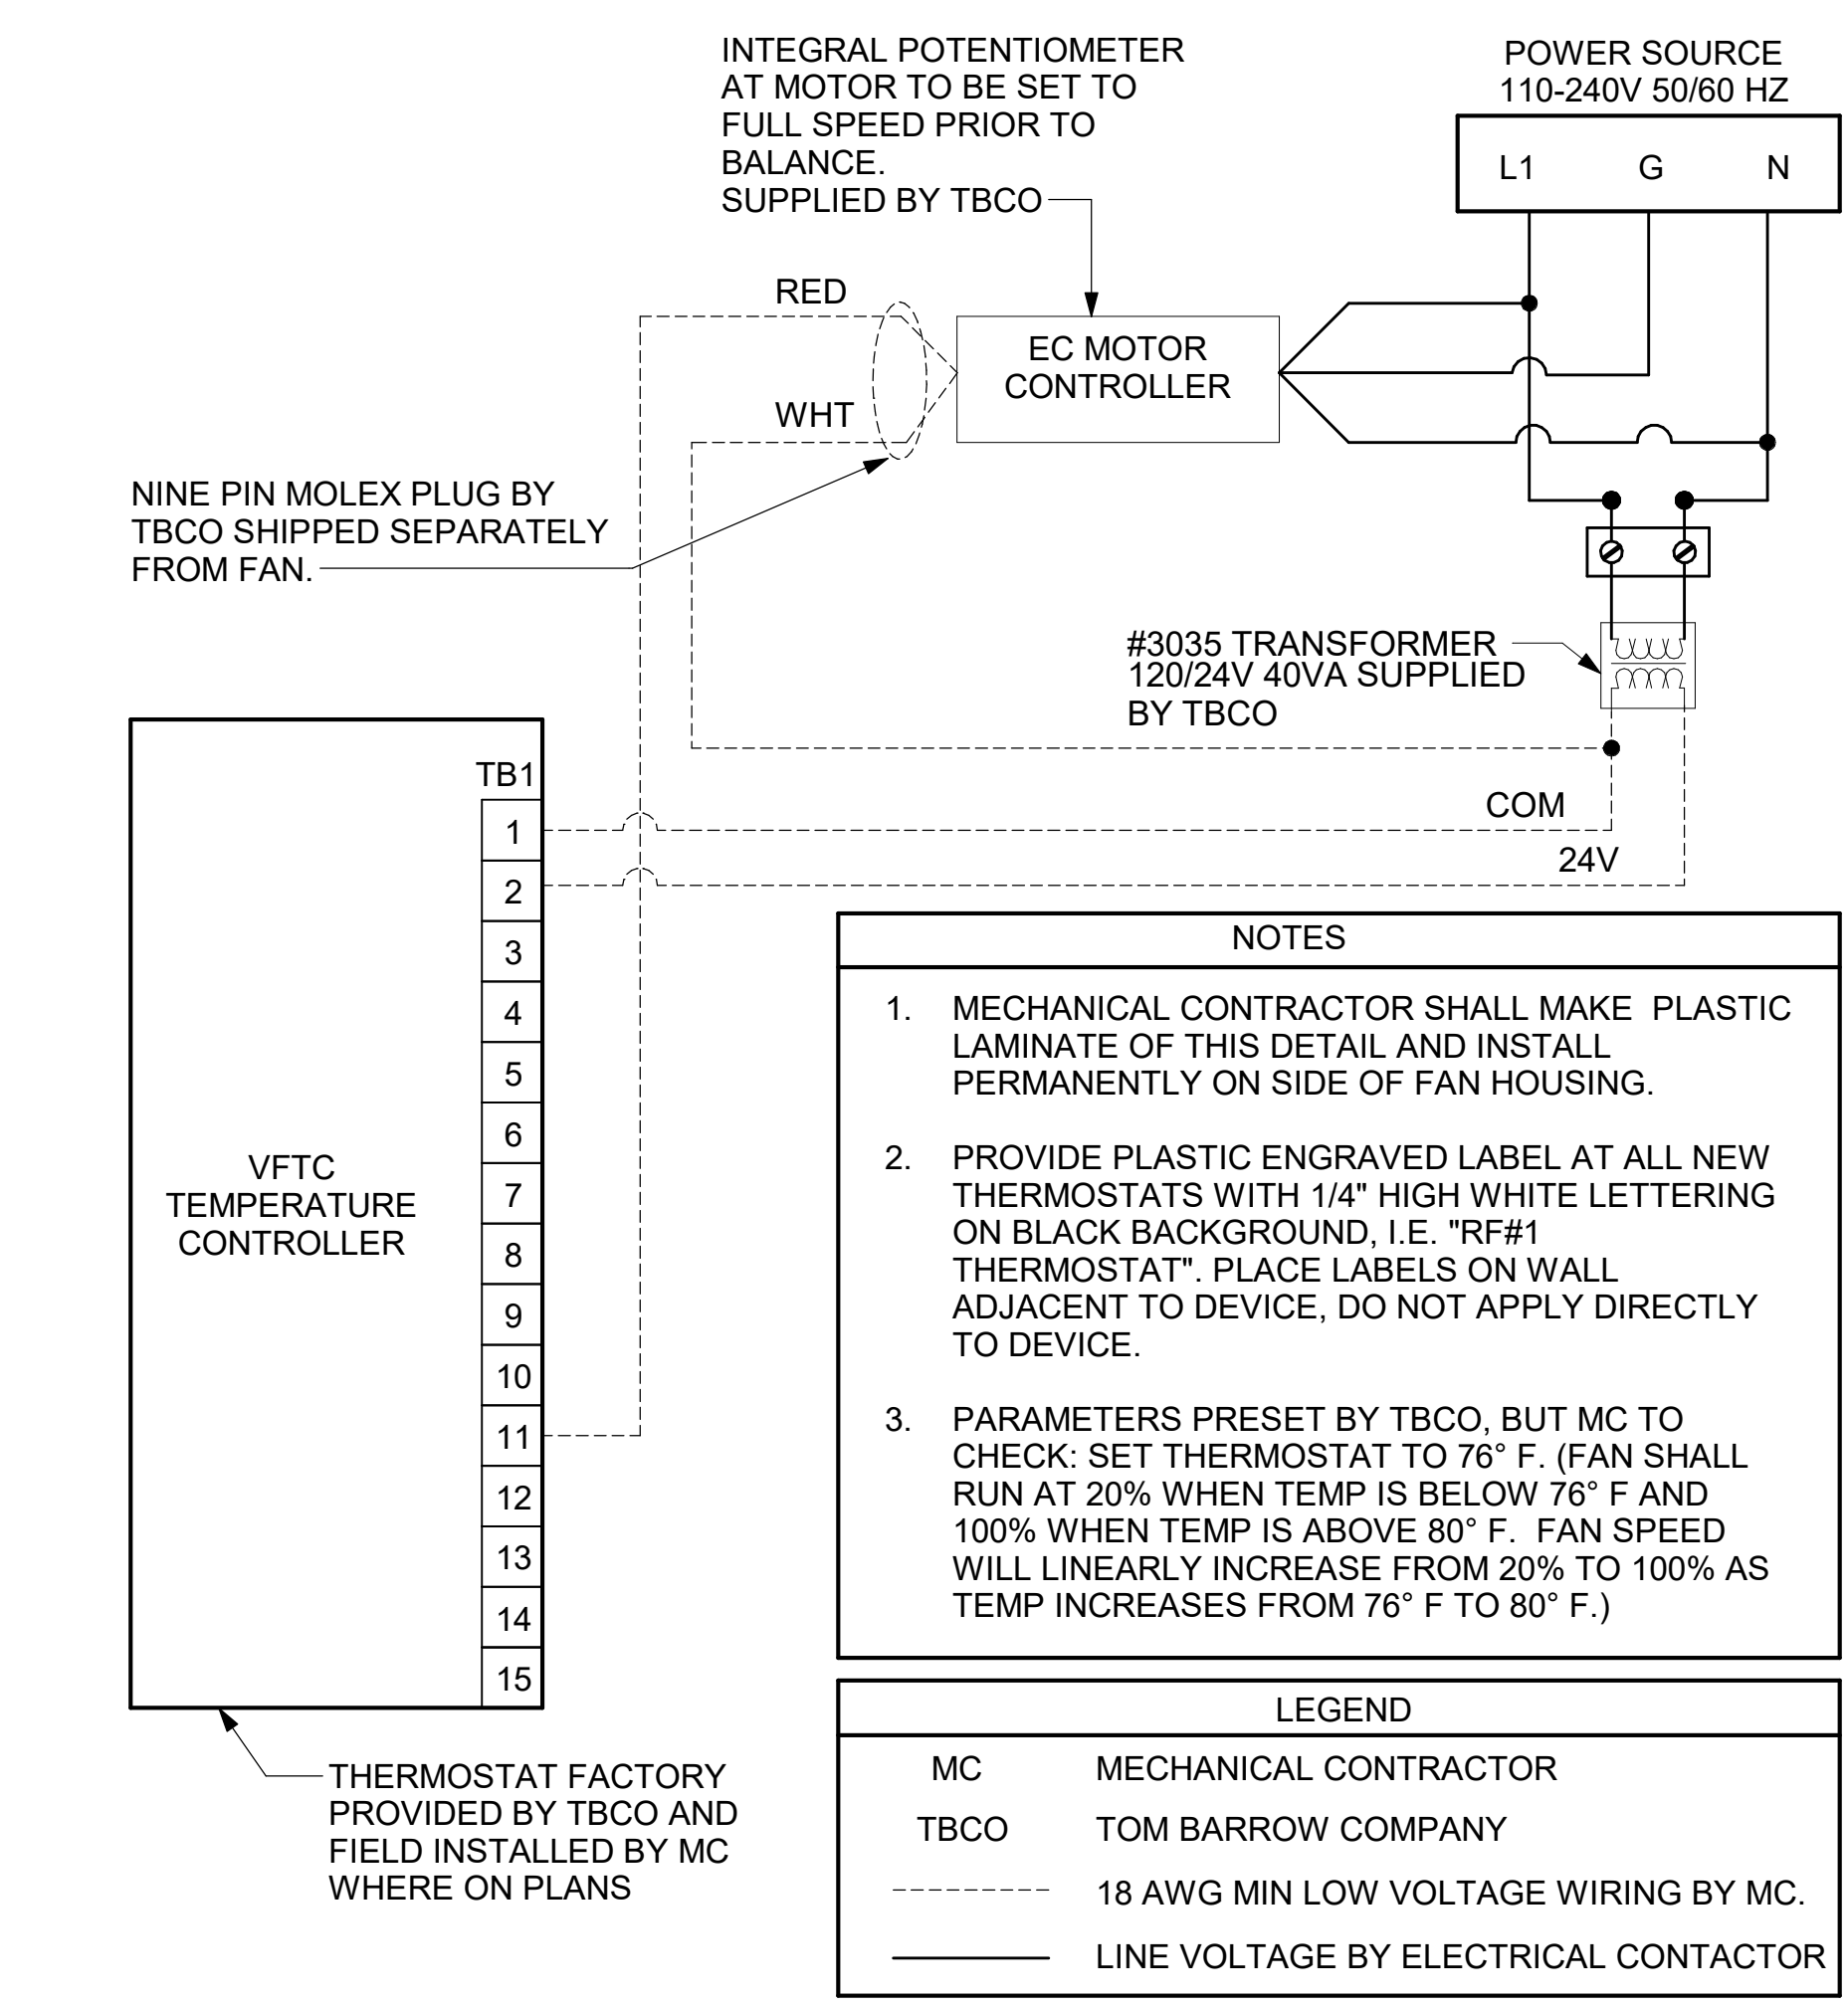 INTEGRAL POTENTIOMETER
AT MOTOR TO BE SET TO
FULL SPEED PRIOR TO
BALANCE.
SUPPLIED BY TBCO
POWER SOURCE
110-240V 50/60 HZ
L1 G N
RED
WHT
EC MOTOR
CONTROLLER
NINE PIN MOLEX PLUG BY
TBCO SHIPPED SEPARATELY
FROM FAN.
#3035 TRANSFORMER
120/24V 40VA SUPPLIED
BY TBCO
COM
24V
TB1
1
2
3
4
5
6
7
8
9
10
11
12
13
14
15
VFTC
TEMPERATURE
CONTROLLER
THERMOSTAT FACTORY
PROVIDED BY TBCO AND
FIELD INSTALLED BY MC
WHERE ON PLANS
NOTES
1. MECHANICAL CONTRACTOR SHALL MAKE PLASTIC
LAMINATE OF THIS DETAIL AND INSTALL
PERMANENTLY ON SIDE OF FAN HOUSING.
2. PROVIDE PLASTIC ENGRAVED LABEL AT ALL NEW
THERMOSTATS WITH 1/4" HIGH WHITE LETTERING
ON BLACK BACKGROUND, I.E. "RF#1
THERMOSTAT". PLACE LABELS ON WALL
ADJACENT TO DEVICE, DO NOT APPLY DIRECTLY
TO DEVICE.
3. PARAMETERS PRESET BY TBCO, BUT MC TO
CHECK: SET THERMOSTAT TO 76° F. (FAN SHALL
RUN AT 20% WHEN TEMP IS BELOW 76° F AND
100% WHEN TEMP IS ABOVE 80° F. FAN SPEED
WILL LINEARLY INCREASE FROM 20% TO 100% AS
TEMP INCREASES FROM 76° F TO 80° F.)
LEGEND
MC MECHANICAL CONTRACTOR
TBCO TOM BARROW COMPANY
18 AWG MIN LOW VOLTAGE WIRING BY MC.
LINE VOLTAGE BY ELECTRICAL CONTACTOR